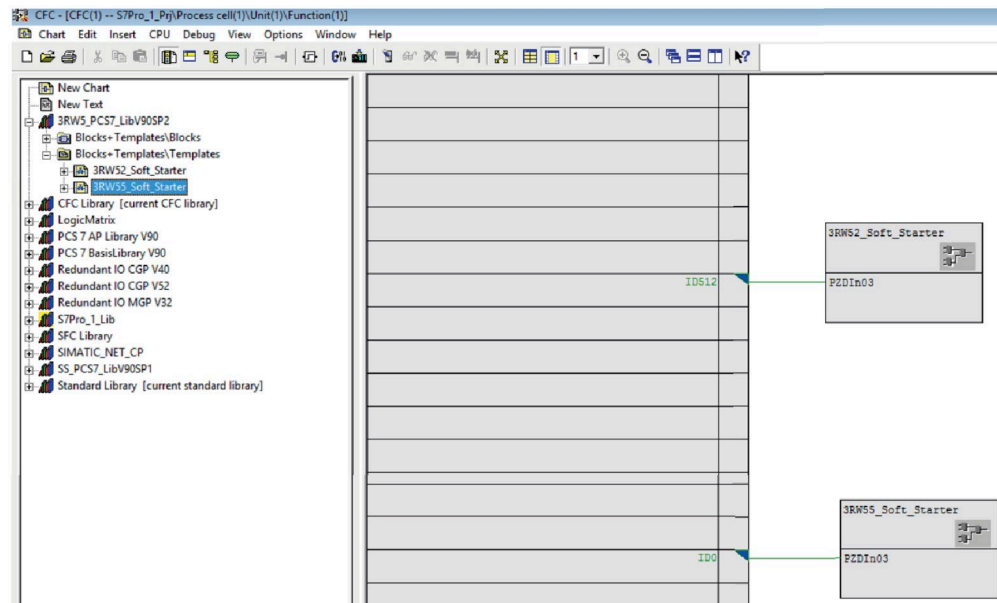 CFC - [CFC(1) -- S7Pro_1_Prj\Process cell(1)\Unit(1)\Function(1)]
Chart Edit Insert CPU Debug View Options Window Help
1
New Chart
New Text
3RW5_PCS7_LibV90SP2
Blocks+Templates\Blocks
Blocks+Templates\Templates
3RW52_Soft_Starter
3RW55_Soft_Starter
CFC Library [current CFC library]
LogicMatrix
PCS 7 AP Library V90
PCS 7 BasisLibrary V90
Redundant IO CGP V40
Redundant IO CGP V52
Redundant IO MGP V32
S7Pro_1_Lib
SFC Library
SIMATIC_NET_CP
SS_PCS7_LibV90SP1
Standard Library [current standard library]
3RW52_Soft_Starter
ID512
PZDIn03
3RW55_Soft_Starter
ID0
PZDIn03